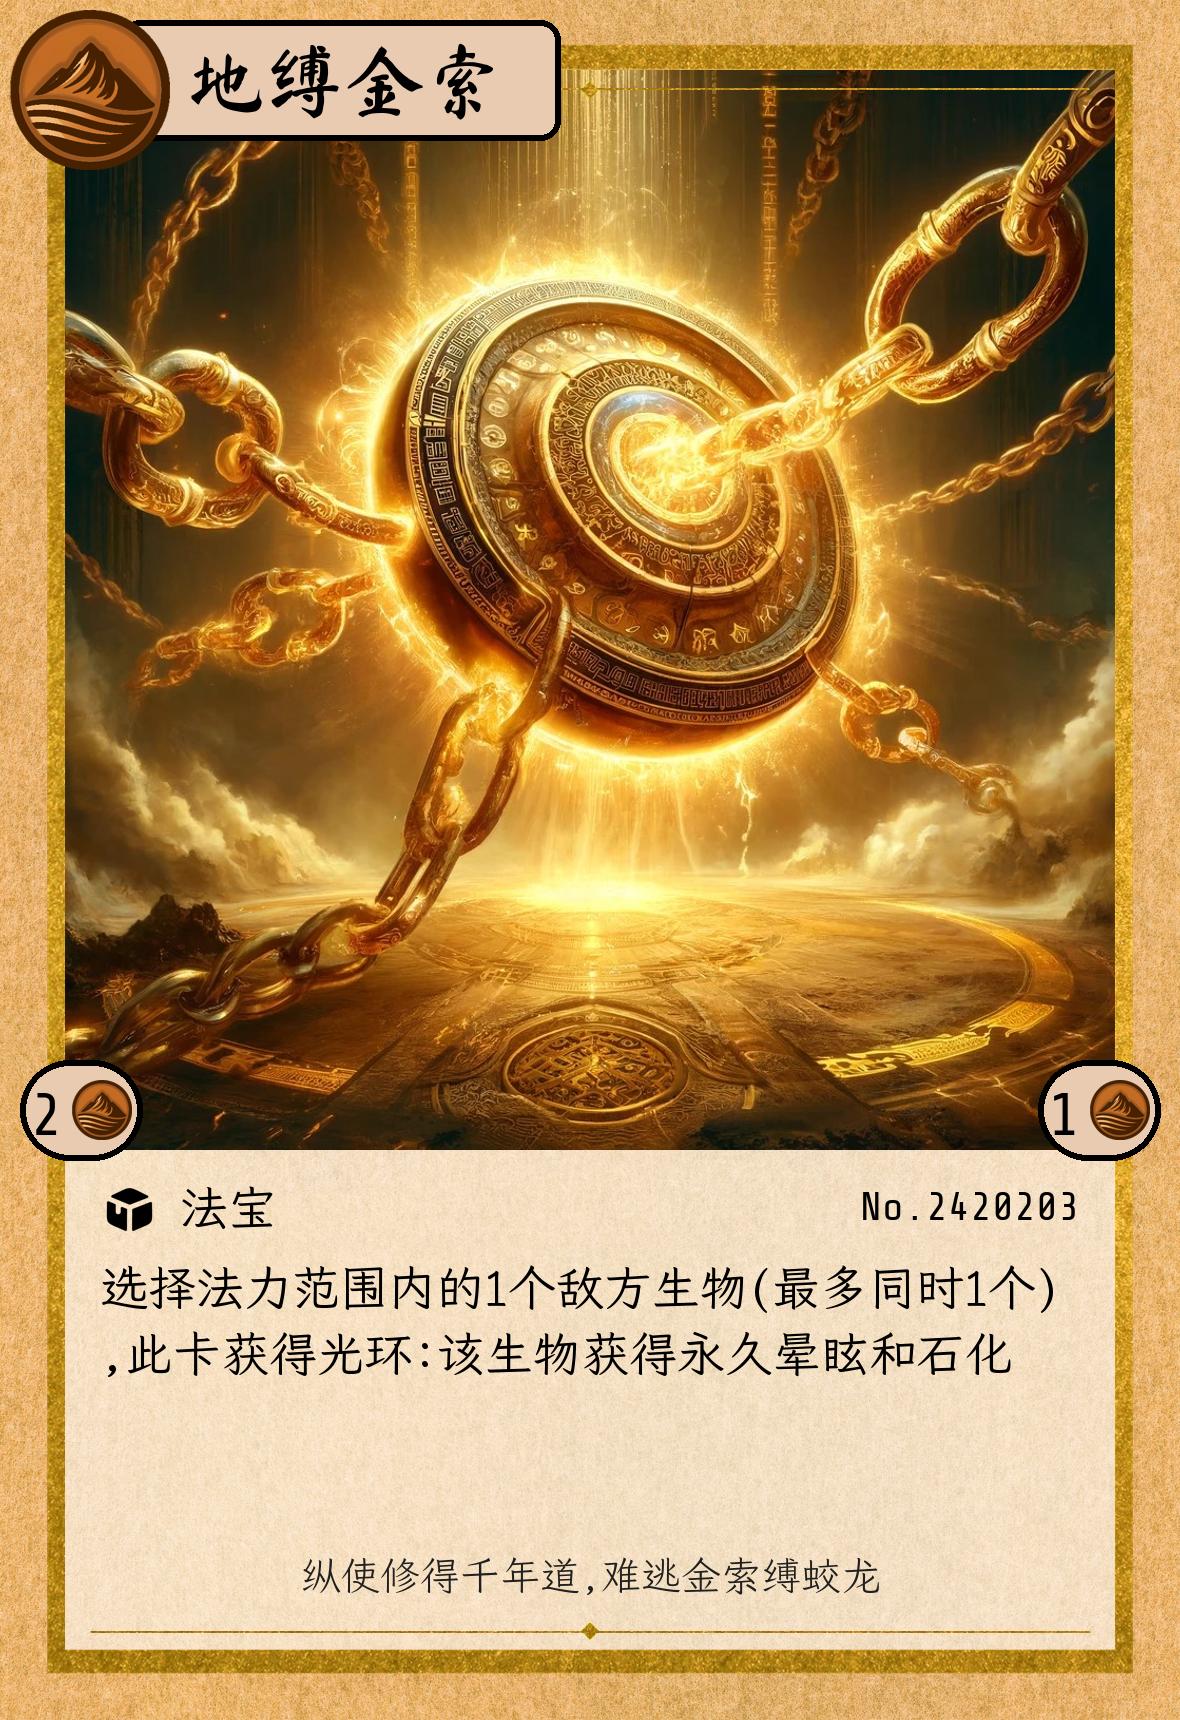 地缚金索
2
1
法宝
No.2420203
选择法力范围内的1个敌方生物(最多同时1个)
,此卡获得光环:该生物获得永久晕眩和石化
纵使修得千年道,难逃金索缚蛟龙